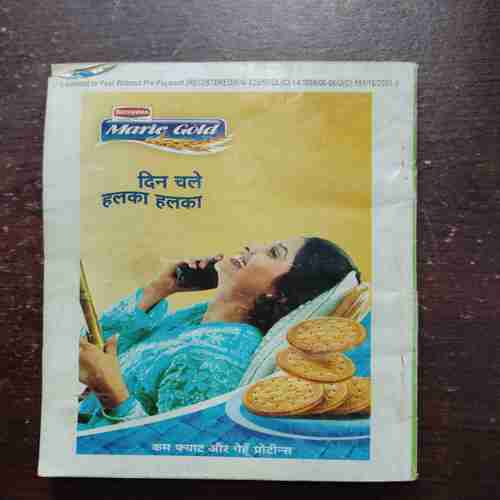 Licensed to Post Without Pre-Payment
BRITANNIA
Marie Gold
दिन चले
हलका हलका
कम फ्याट और गेहूँ प्रोटीन्स